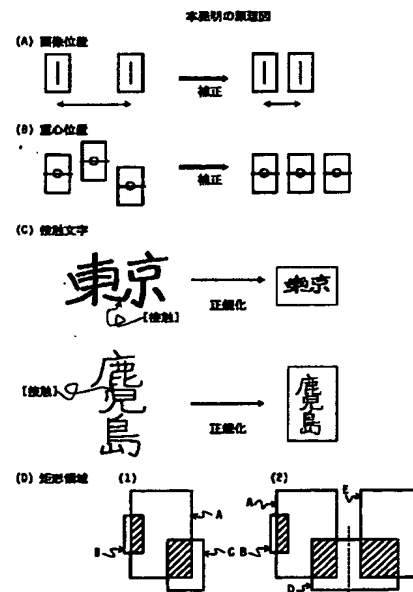 本発明の原理図
(A) 画像位置
補正
(B) 重心位置
補正
(C) 接触文字
東京
[接触]
正規化
東京
鹿児島
[接触]
正規化
鹿児島
(D) 矩形領域
(1)
(2)
A
B
C
A
E
B
D